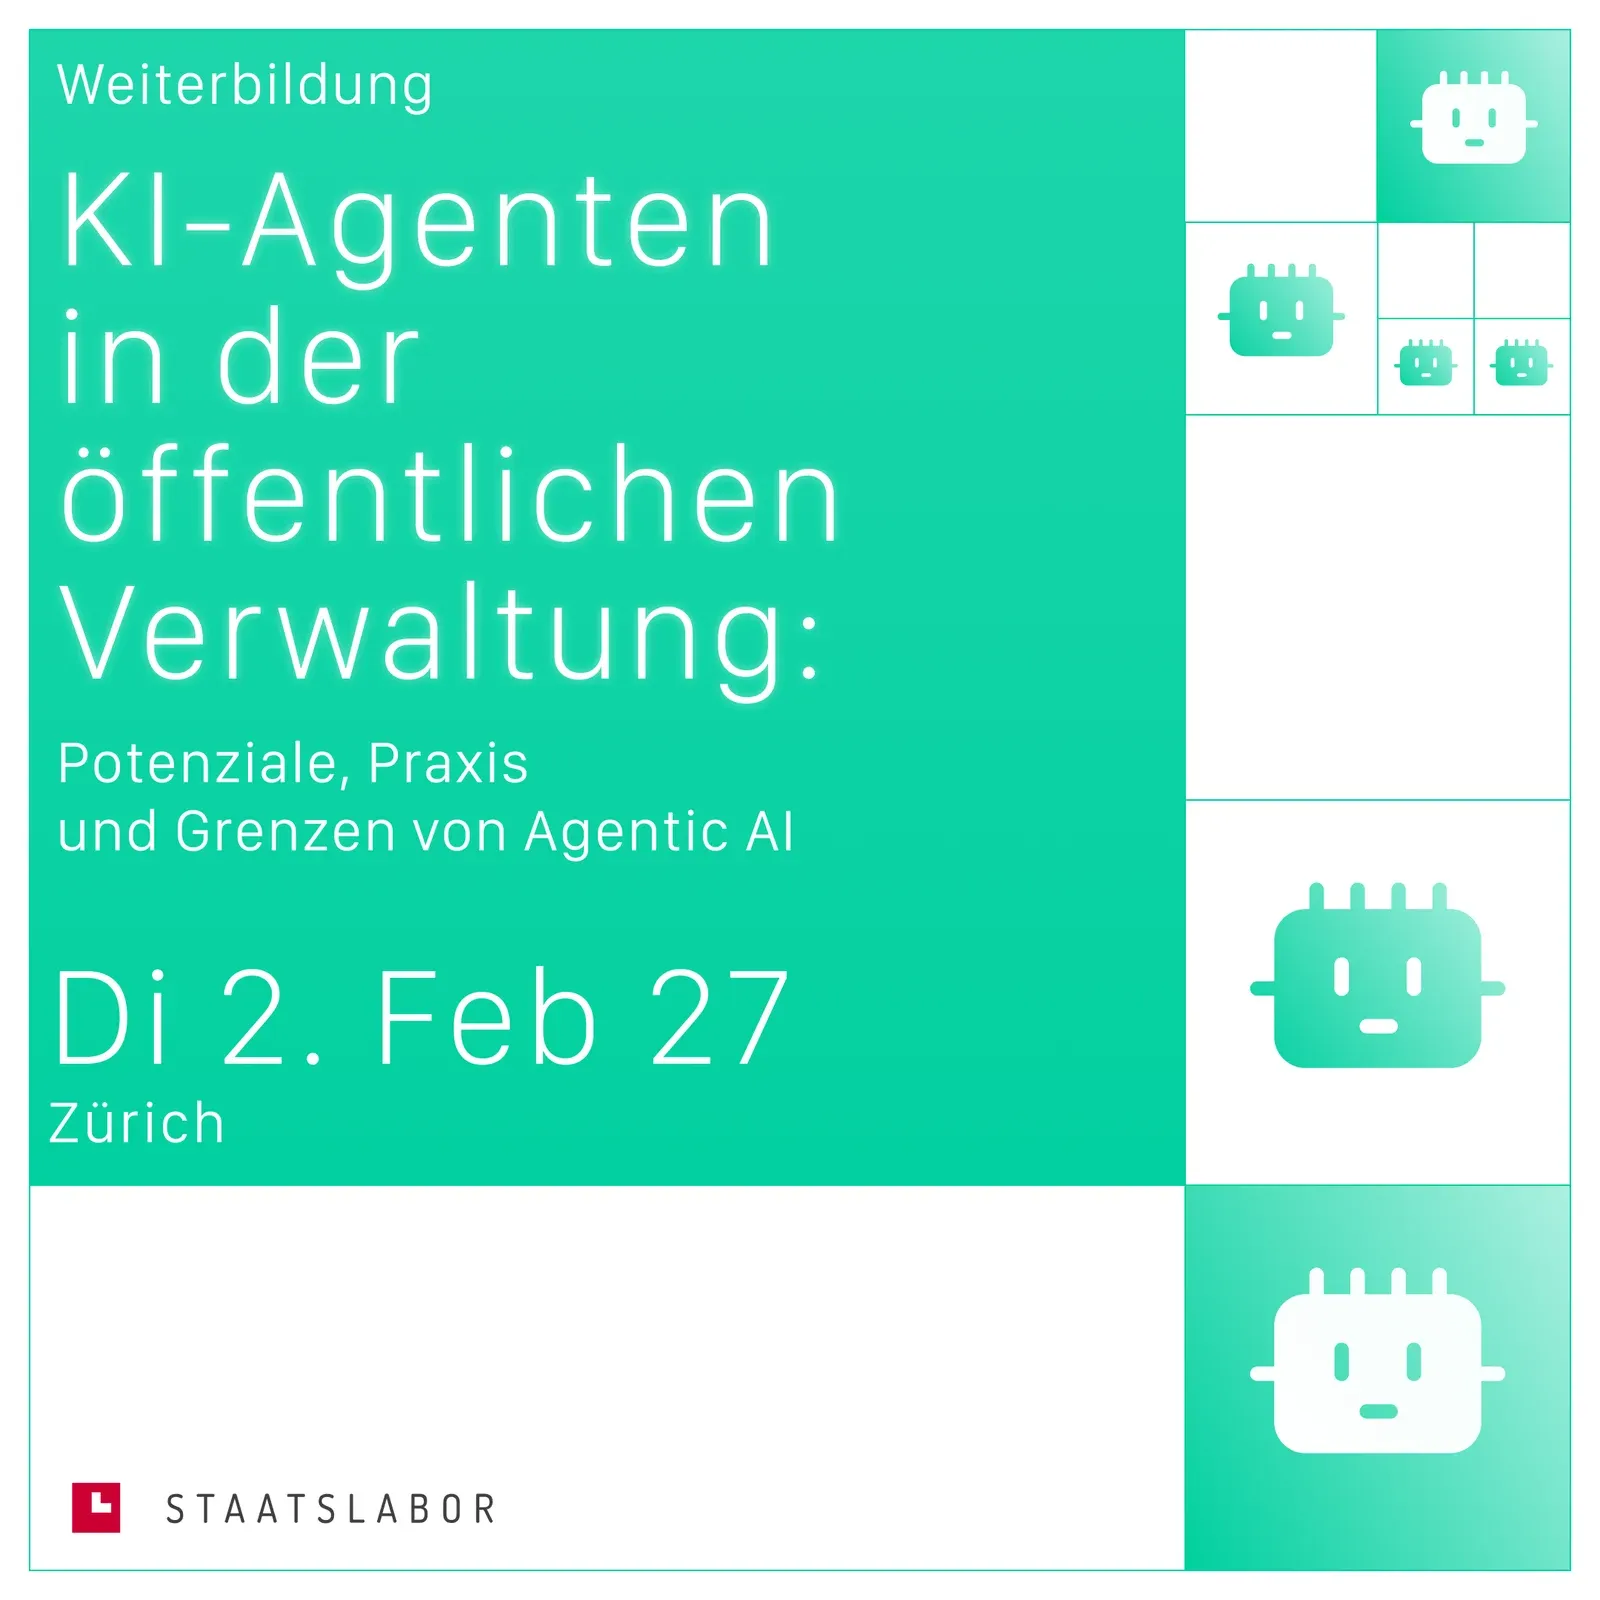 Weiterbildung
KI-Agenten
in der
öffentlichen
Verwaltung:
Potenziale, Praxis
und Grenzen von Agentic AI
Di 2. Feb 27
Zürich
STAATSLABOR